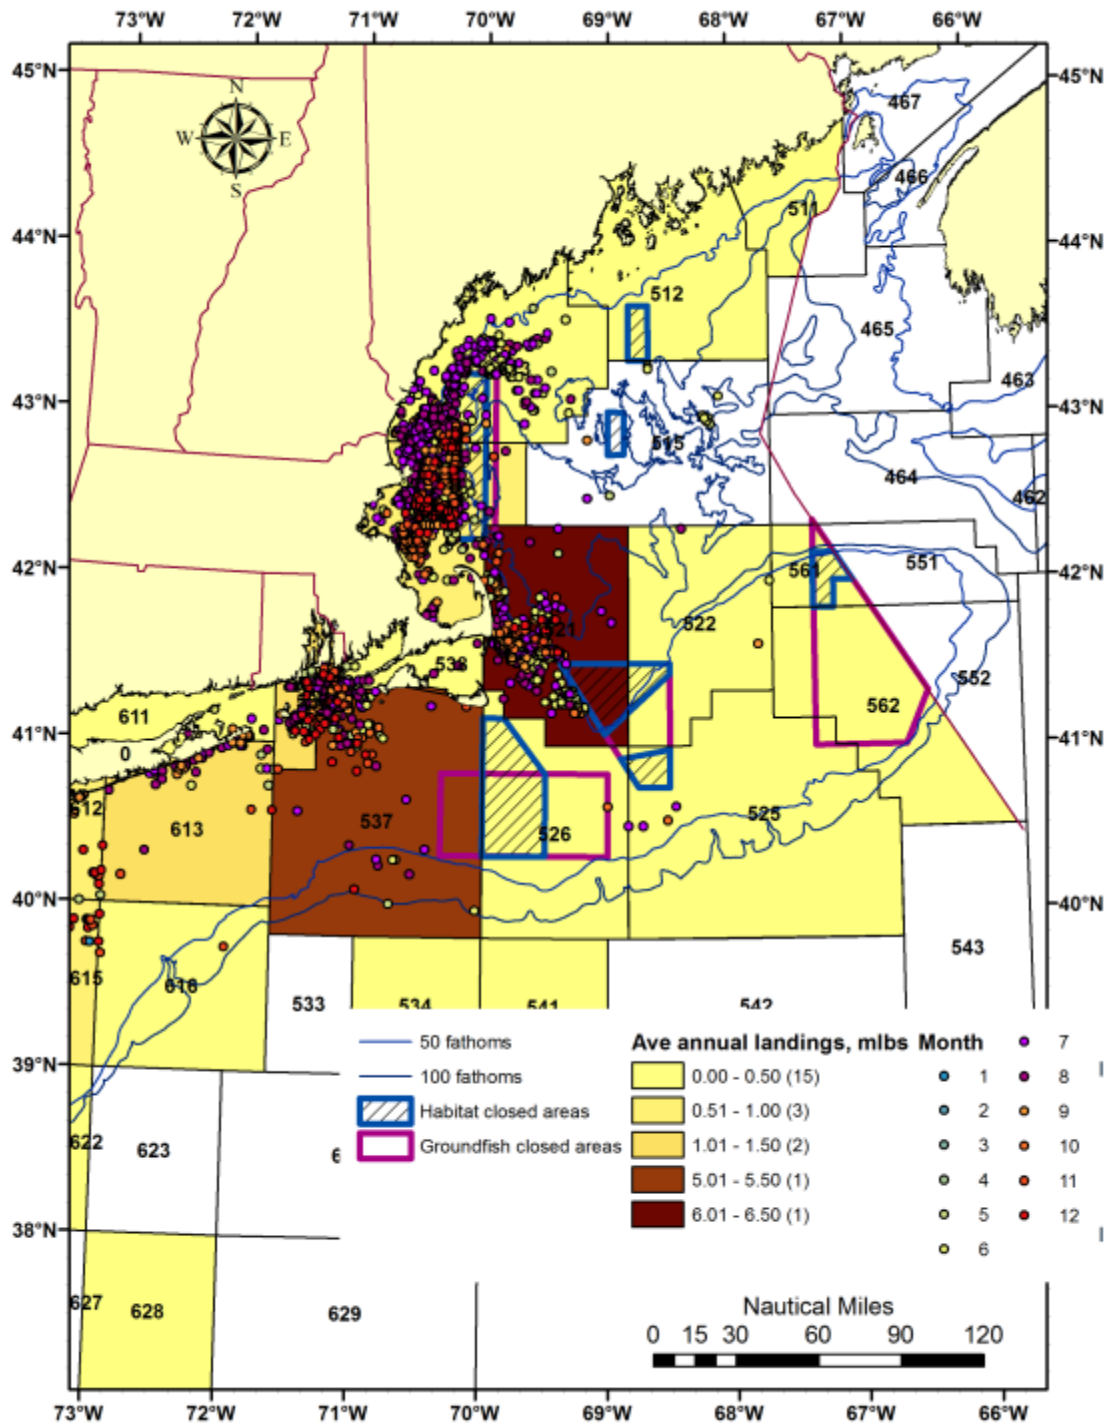 73°W 72°W 71°W 70°W 69°W 68°W 67°W 66°W
45°N 45°N
N
W E
S
467
466
44°N 511 44°N
512
465
463
43°N 43°N
515
464
462
42°N 561 551 42°N
521 522
538
552
611 562
41°N 0 41°N
612
613 537 526 525
40°N 40°N
543
615 616 533 534 541 542
39°N
50 fathoms
100 fathoms
Habitat closed areas
Groundfish closed areas
Ave annual landings, mlbs
0.00 - 0.50 (15)
0.51 - 1.00 (3)
1.01 - 1.50 (2)
5.01 - 5.50 (1)
6.01 - 6.50 (1)
Month
1
2
3
4
5
6
7
8
9
10
11
12
622 623 6
38°N
627 628 629
Nautical Miles
0 15 30 60 90 120
73°W 72°W 71°W 70°W 69°W 68°W 67°W 66°W